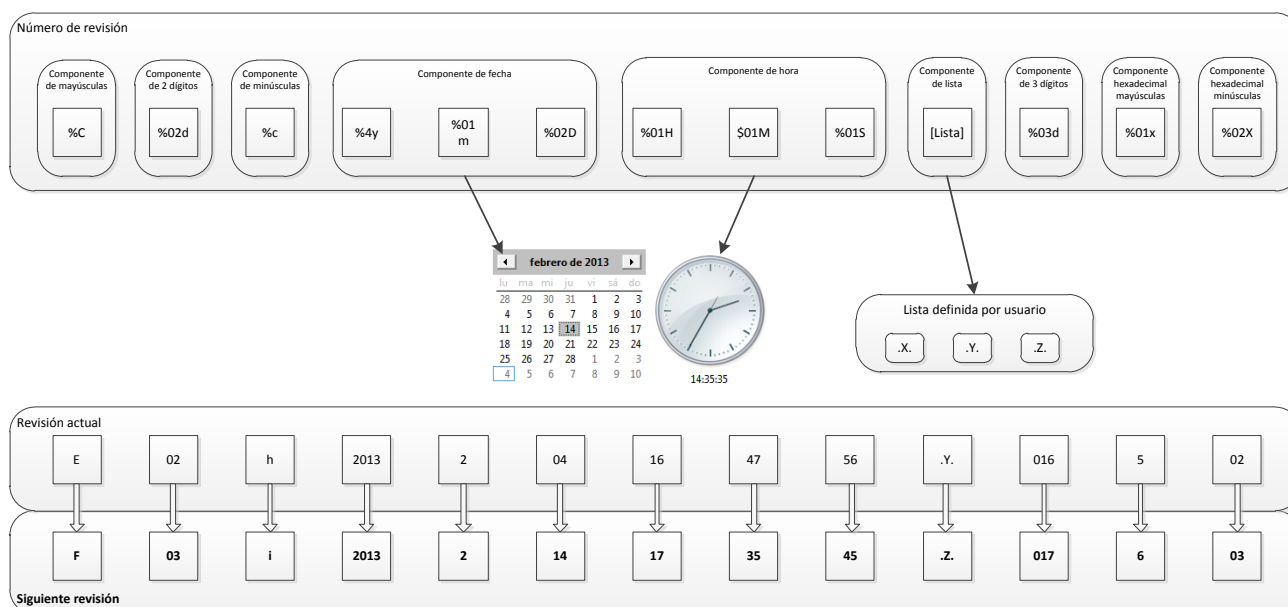 Número de revisión
Componente de mayúsculas
Componente de 2 dígitos
Componente de minúsculas
Componente de fecha
Componente de hora
Componente de lista
Componente de 3 dígitos
Componente hexadecimal mayúsculas
Componente hexadecimal minúsculas
%C
%02d
%c
%4y
%01 m
%02D
%01H
$01M
%01S
[Lista]
%03d
%01x
%02X
febrero de 2013
lu ma mi ju vi sá do
28 29 30 31 1 2 3
4 5 6 7 8 9 10
11 12 13 14 15 16 17
18 19 20 21 22 23 24
25 26 27 28 1 2 3
4 5 6 7 8 9 10
14:35:35
Lista definida por usuario
.X. .Y. .Z.
Revisión actual
E 02 h 2013 2 04 16 47 56 .Y. 016 5 02
F 03 i 2013 2 14 17 35 45 .Z. 017 6 03
Siguiente revisión